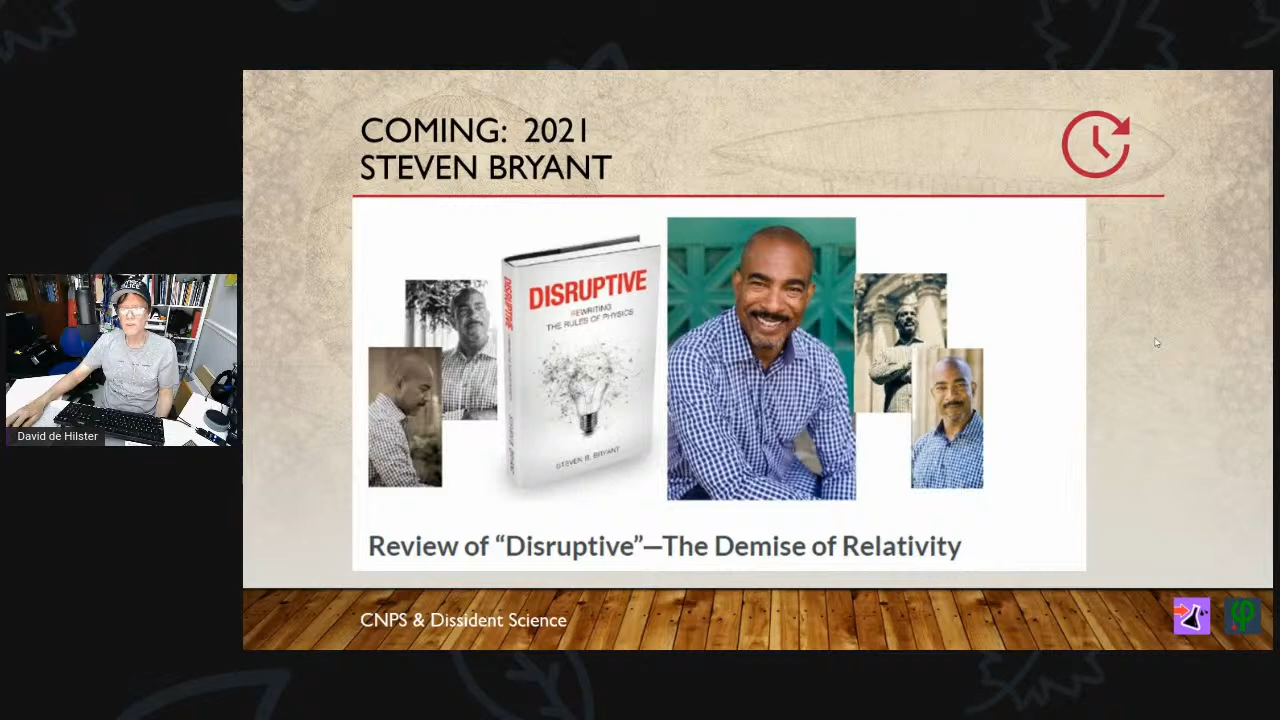 COMING: 2021
STEVEN BRYANT
DISRUPTIVE
REWRITING
THE RULES OF PHYSICS
STEVEN B. BRYANT
DISRUPTIVE
Review of “Disruptive”—The Demise of Relativity
David de Hilster
CNPS & Dissident Science